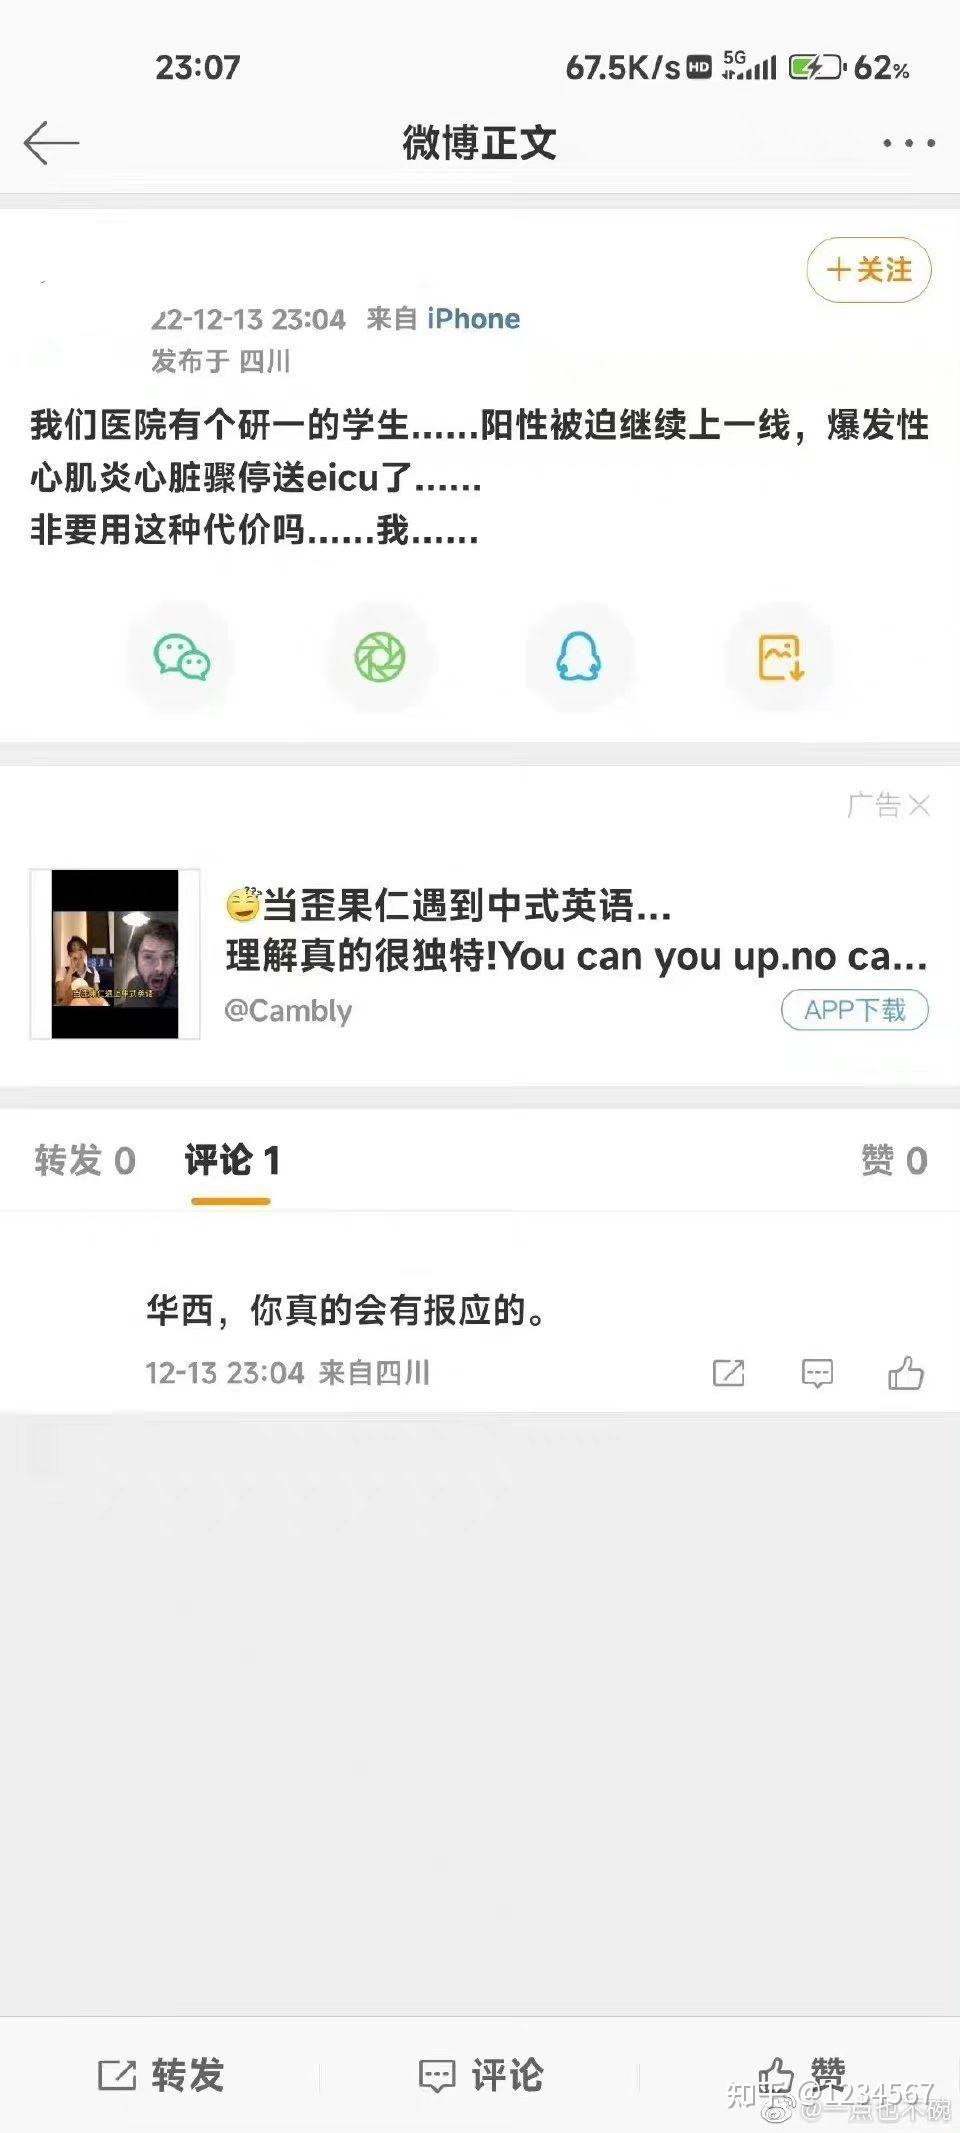 23:07 67.5K/s HD 5G 62%
微博正文
+关注
22-12-13 23:04 来自 iPhone
发布于 四川
我们医院有个研一的学生……阳性被迫继续上一线，爆发性
心肌炎心脏骤停送eicu了……
非要用这种代价吗……我……
广告
当歪果仁遇到中式英语...
理解真的很独特!You can you up.no ca...
@Cambly
APP下载
转发 0 评论 1 赞 0
华西，你真的会有报应的。
12-13 23:04 来自四川
转发 评论 赞
知乎 @1234567
@一点也不碗